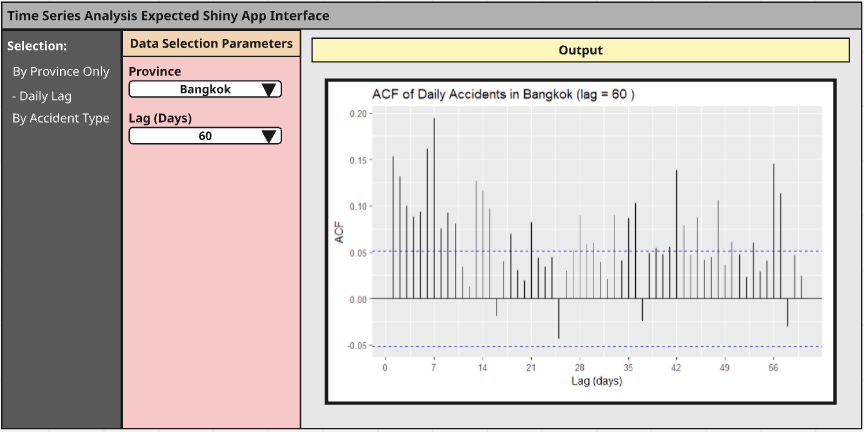 Time Series Analysis Expected Shiny App Interface
Selection:
By Province Only
- Daily Lag
By Accident Type
Data Selection Parameters
Province
Bangkok
Lag (Days)
60
Output
ACF of Daily Accidents in Bangkok (lag = 60 )
ACF
0.20
0.15
0.10
0.05
0.00
-0.05
0 7 14 21 28 35 42 49 56
Lag (days)